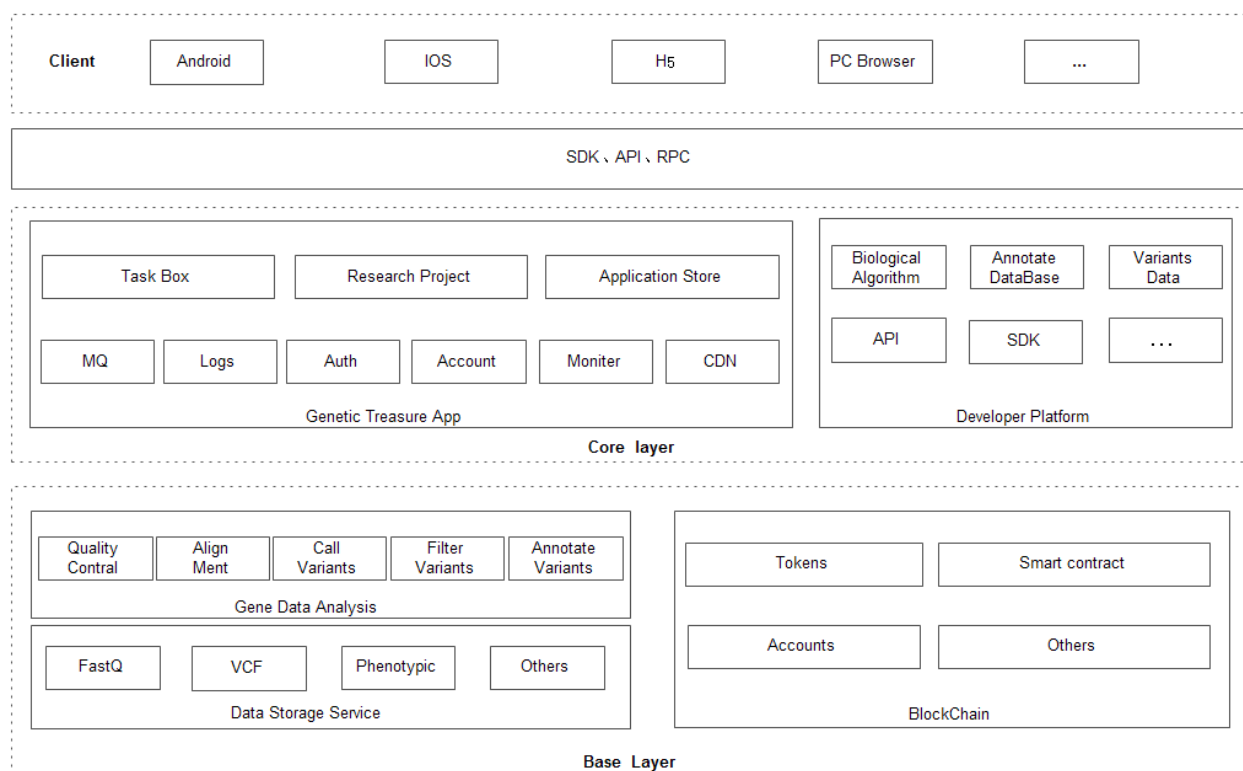 Client
Android
IOS
H5
PC Browser
...
SDK、API、RPC
Task Box
Research Project
Application Store
MQ
Logs
Auth
Account
Moniter
CDN
Genetic Treasure App
Biological
Algorithm
Annotate
DataBase
Variants
Data
API
SDK
...
Developer Platform
Core layer
Quality
Contral
Align
Ment
Call
Variants
Filter
Variants
Annotate
Variants
Gene Data Analysis
FastQ
VCF
Phenotypic
Others
Data Storage Service
Tokens
Smart contract
Accounts
Others
BlockChain
Base Layer